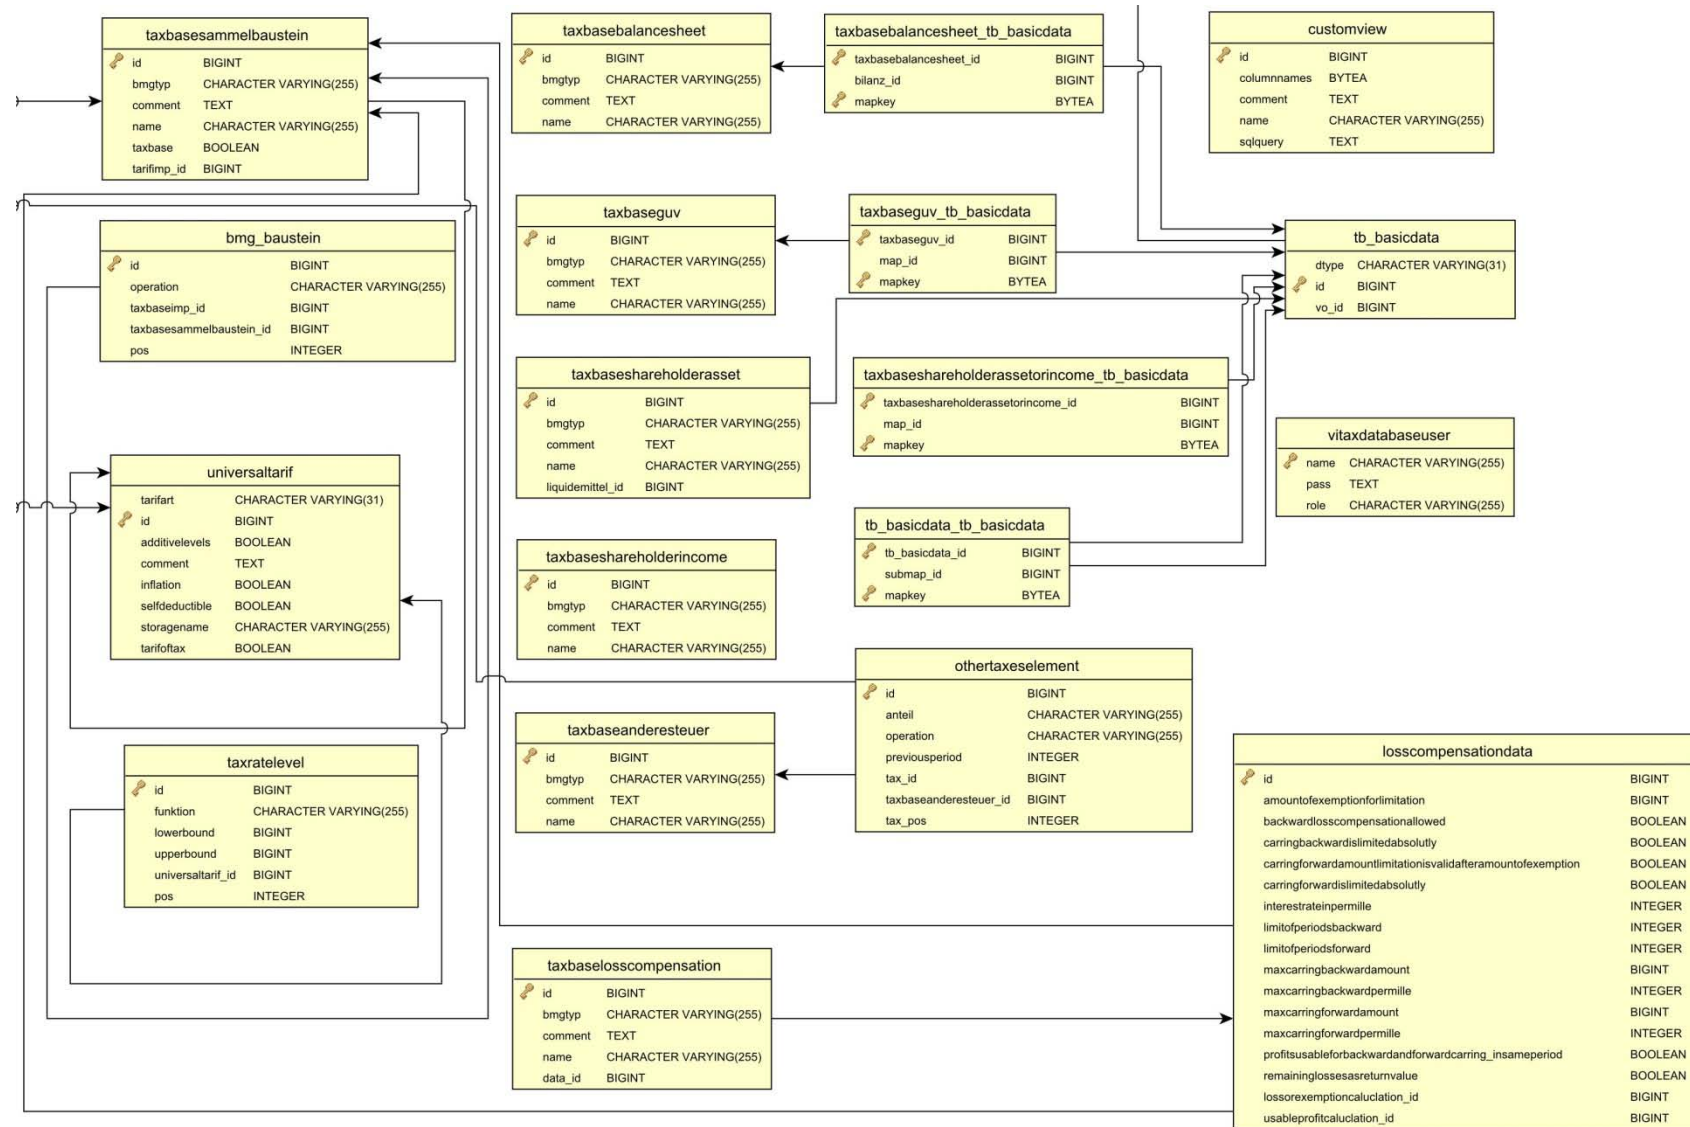 taxbasesammelbaustein
id BIGINT
bmgtyp CHARACTER VARYING(255)
comment TEXT
name CHARACTER VARYING(255)
taxbase BOOLEAN
tarifimp_id BIGINT
taxbasebalancesheet
id BIGINT
bmgtyp CHARACTER VARYING(255)
comment TEXT
name CHARACTER VARYING(255)
taxbasebalancesheet_tb_basicdata
taxbasebalancesheet_id BIGINT
bilanz_id BIGINT
mapkey BYTEA
customview
id BIGINT
columnnames BYTEA
comment TEXT
name CHARACTER VARYING(255)
sqlquery TEXT
bmg_baustein
id BIGINT
operation CHARACTER VARYING(255)
taxbaseimp_id BIGINT
taxbasesammelbaustein_id BIGINT
pos INTEGER
taxbaseguv
id BIGINT
bmgtyp CHARACTER VARYING(255)
comment TEXT
name CHARACTER VARYING(255)
taxbaseguv_tb_basicdata
taxbaseguv_id BIGINT
map_id BIGINT
mapkey BYTEA
tb_basicdata
dtype CHARACTER VARYING(31)
id BIGINT
vo_id BIGINT
taxbaseshareholderasset
id BIGINT
bmgtyp CHARACTER VARYING(255)
comment TEXT
name CHARACTER VARYING(255)
liquidemittel_id BIGINT
taxbaseshareholderassetorincome_tb_basicdata
taxbaseshareholderassetorincome_id BIGINT
map_id BIGINT
mapkey BYTEA
vitaxdatabaseuser
name CHARACTER VARYING(255)
pass TEXT
role CHARACTER VARYING(255)
universaltarif
tarifart CHARACTER VARYING(31)
id BIGINT
additivelevels BOOLEAN
comment TEXT
inflation BOOLEAN
selfdeductible BOOLEAN
storagename CHARACTER VARYING(255)
tarifoftax BOOLEAN
taxbaseshareholderincome
id BIGINT
bmgtyp CHARACTER VARYING(255)
comment TEXT
name CHARACTER VARYING(255)
tb_basicdata_tb_basicdata
tb_basicdata_id BIGINT
submap_id BIGINT
mapkey BYTEA
othertaxeselement
id BIGINT
anteil CHARACTER VARYING(255)
operation CHARACTER VARYING(255)
previousperiod INTEGER
tax_id BIGINT
taxbaseanderesteuer_id BIGINT
tax_pos INTEGER
taxbaseanderesteuer
id BIGINT
bmgtyp CHARACTER VARYING(255)
comment TEXT
name CHARACTER VARYING(255)
taxratelevel
id BIGINT
funktion CHARACTER VARYING(255)
lowerbound BIGINT
upperbound BIGINT
universaltarif_id BIGINT
pos INTEGER
taxbaselosscompensation
id BIGINT
bmgtyp CHARACTER VARYING(255)
comment TEXT
name CHARACTER VARYING(255)
data_id BIGINT
losscompensationdata
id BIGINT
amountofexemptionforlimitation BIGINT
backwardlosscompensationallowed BOOLEAN
carringbackwardislimitedabsolutly BOOLEAN
carringforwardamountlimitationisvalidafteramountofexemption BOOLEAN
carringforwardislimitedabsolutly BOOLEAN
interestrateinpermille INTEGER
limitofperiodsbackward INTEGER
limitofperiodsforward INTEGER
maxcarringbackwardamount BIGINT
maxcarringbackwardpermille INTEGER
maxcarringforwardamount BIGINT
maxcarringforwardpermille INTEGER
profitsusableforbackwardandforwardcarring_insameperiod BOOLEAN
remaininglossesasreturnvalue BOOLEAN
lossorexemptioncaluclation_id BIGINT
usableprofitcaluclation_id BIGINT